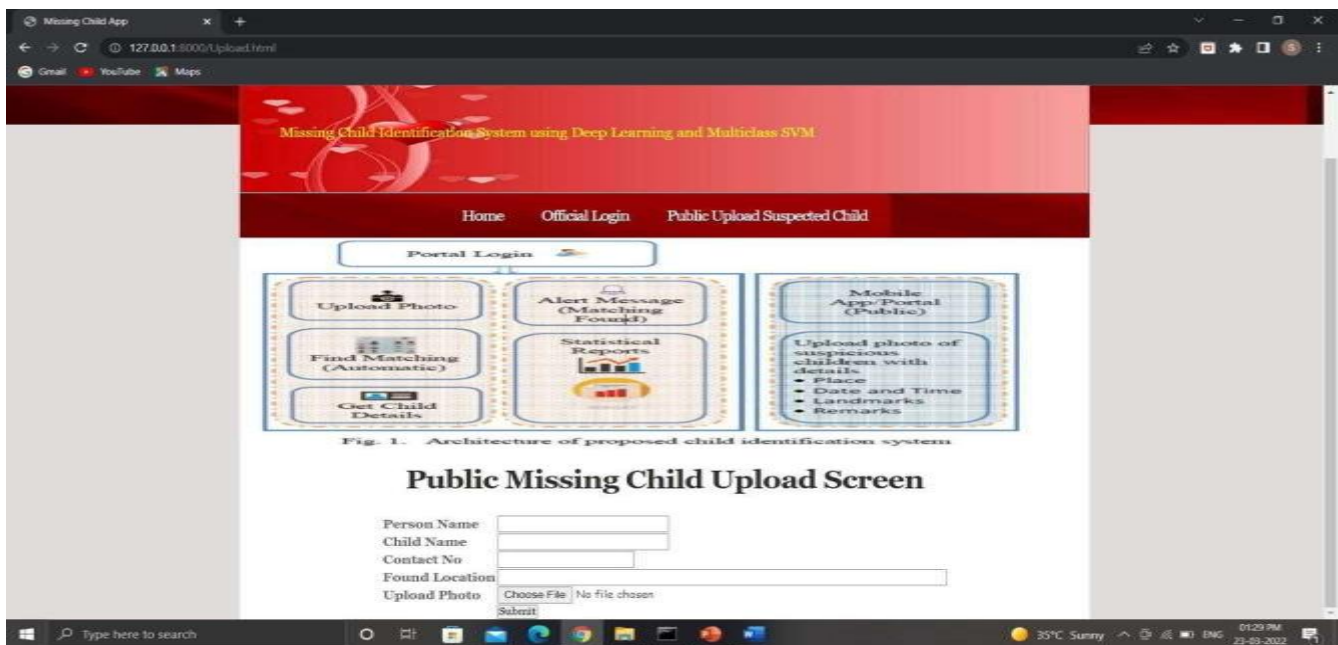 Missing Child App
127.0.0.1:8000/Upload.html
Gmail YouTube Maps
Missing Child Identification System using Deep Learning and Multiclass SVM
Home Official Login Public Upload Suspected Child
Portal Login
Upload Photo
Find Matching
(Automatic)
Get Child
Details
Alert Message
(Matching
Found)
Statistical
Reports
Mobile
App/Portal
(Public)
Upload photo of
suspicious
children with
details
• Place
• Date and Time
• Landmarks
• Remarks
Fig. 1. Architecture of proposed child identification system
Public Missing Child Upload Screen
Person Name
Child Name
Contact No
Found Location
Upload Photo Choose File No file chosen
Submit
Type here to search
35°C Sunny ENG
01:29 PM
23-03-2022